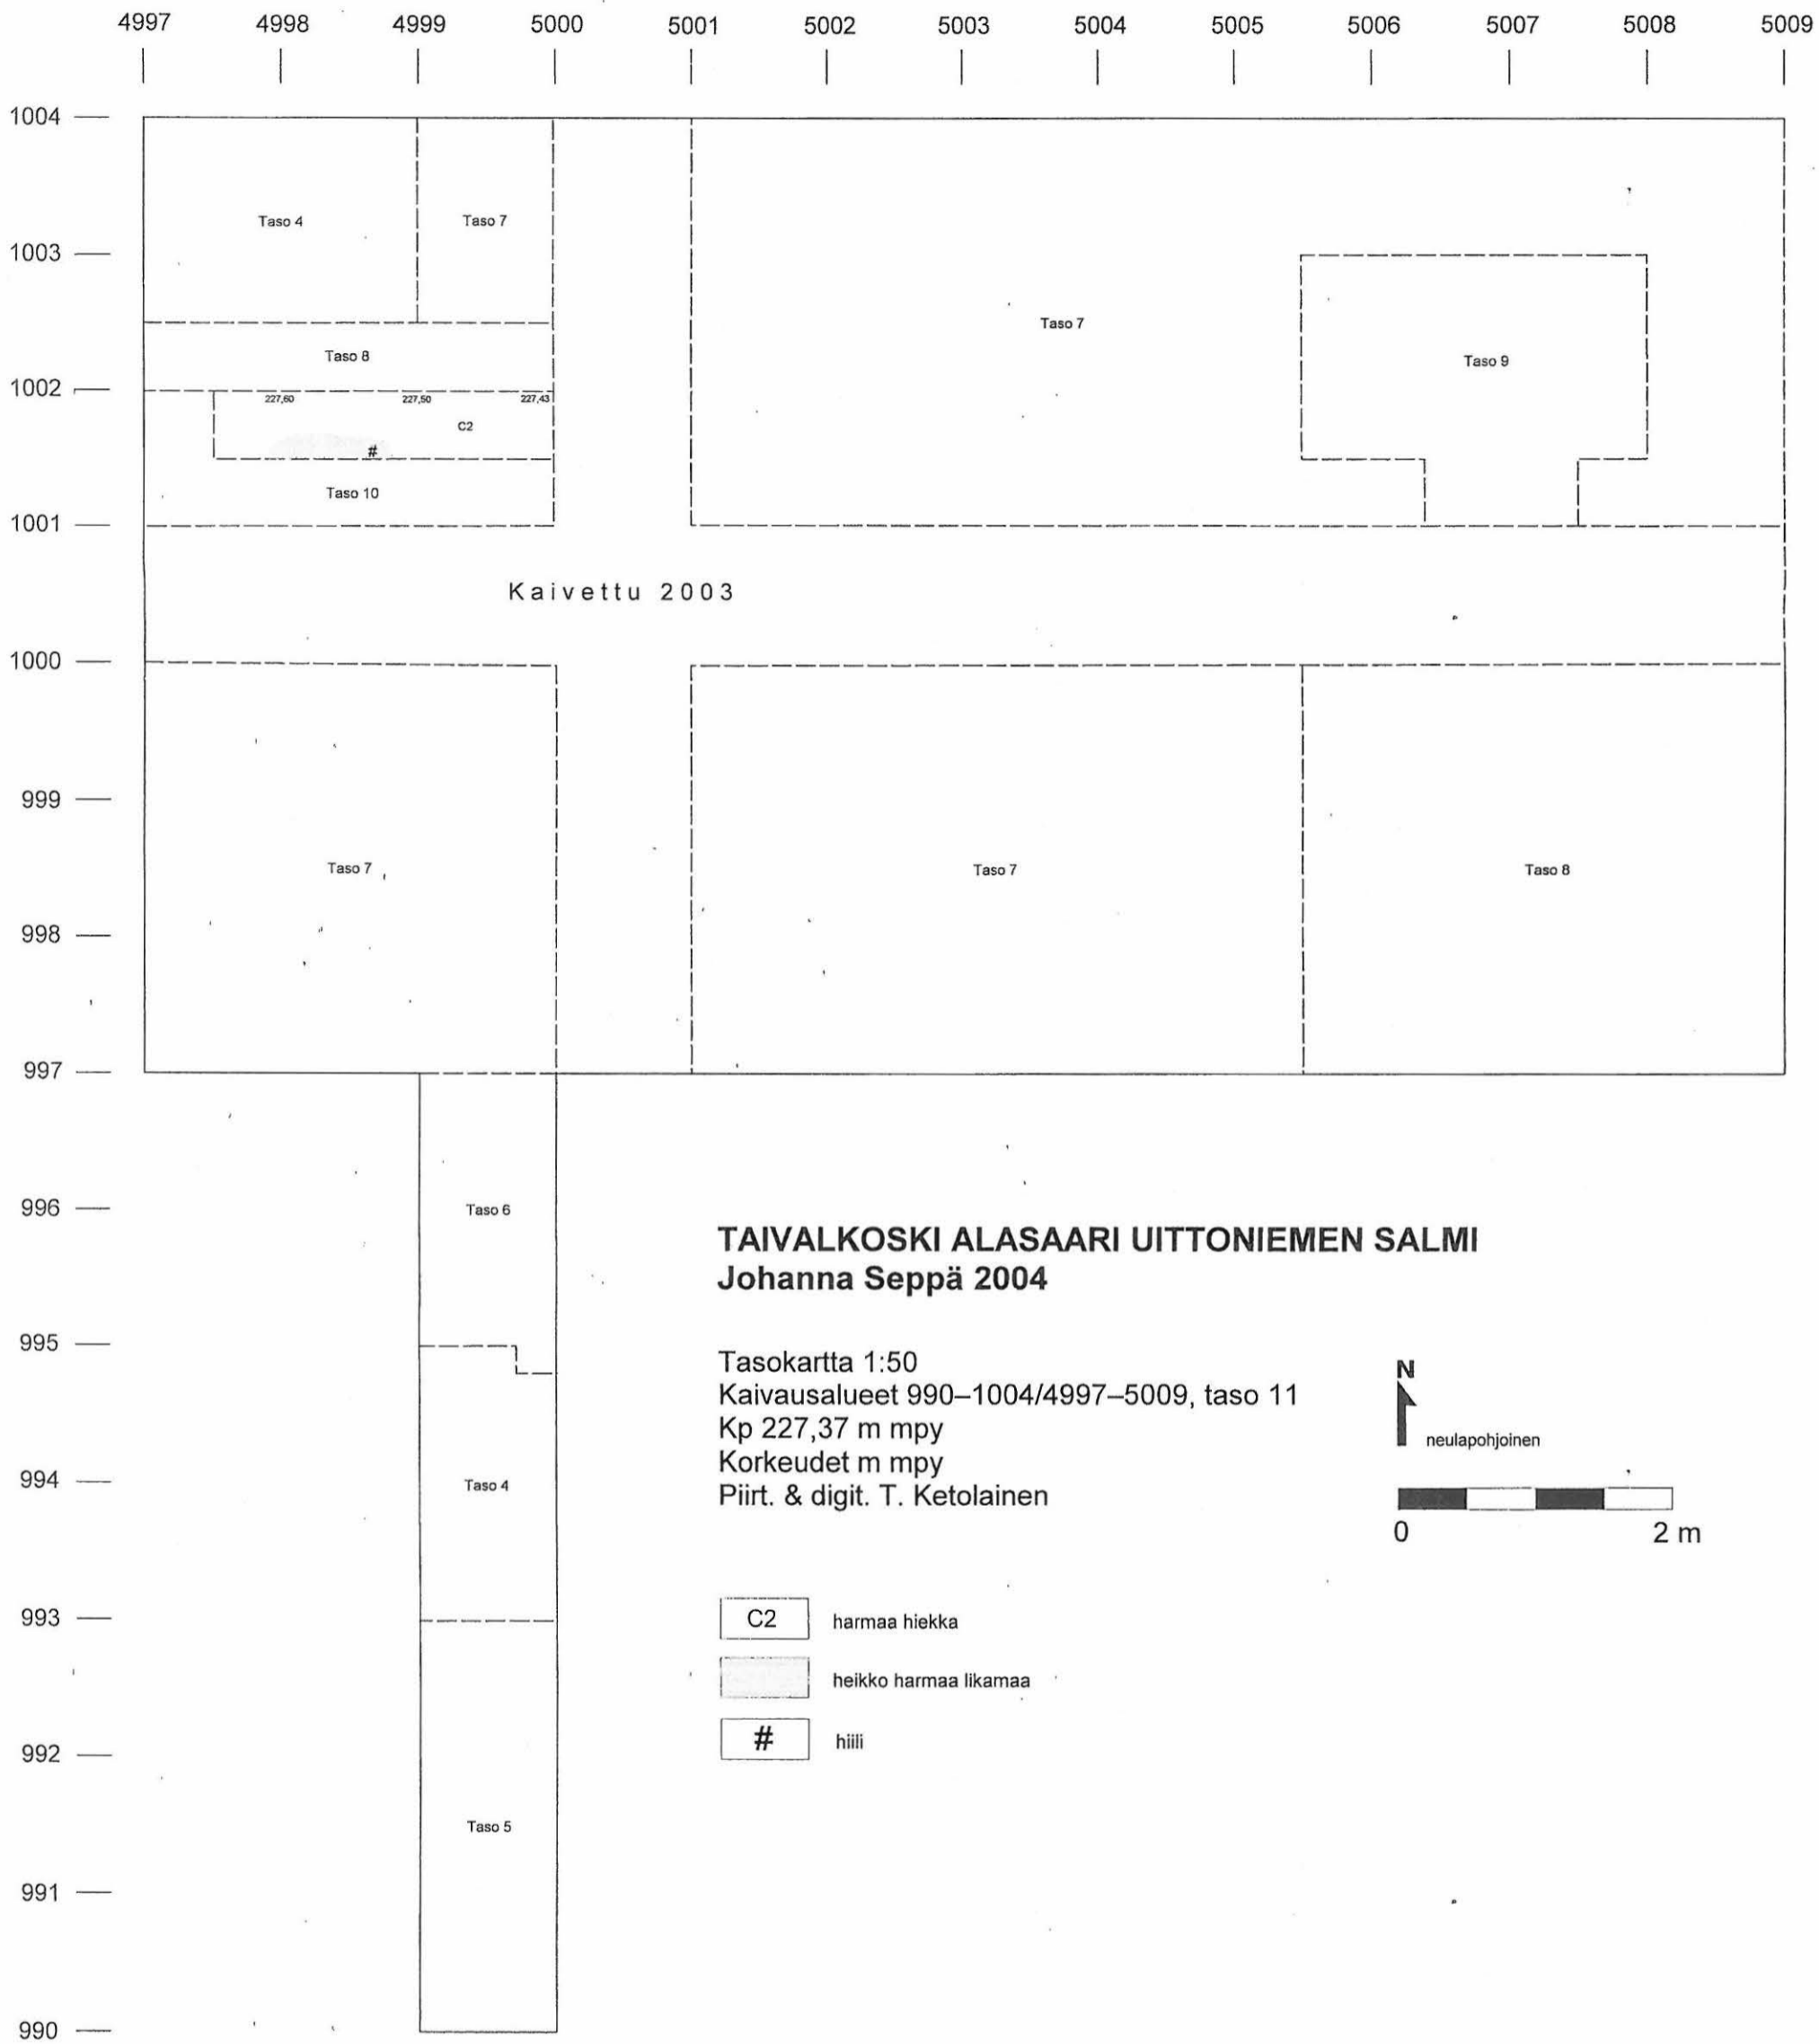 4997 4998 4999 5000 5001 5002 5003 5004 5005 5006 5007 5008 5009
1004
Taso 4 Taso 7
1003
Taso 7
Taso 8 Taso 9
1002
227,60 227,50 227,43
C2
#
Taso 10
1001
Kaivettu 2003
1000
999
Taso 7 Taso 7 Taso 8
998
997
996
Taso 6
995
994
Taso 4
993
992
Taso 5
991
990
TAIVALKOSKI ALASAARI UITTONIEMEN SALMI
Johanna Seppä 2004
Tasokartta 1:50
Kaivausalueet 990–1004/4997–5009, taso 11
Kp 227,37 m mpy
Korkeudet m mpy
Piirt. & digit. T. Ketolainen
N
neulapohjoinen
0 2 m
C2 harmaa hiekka
heikko harmaa likamaa
# hiili